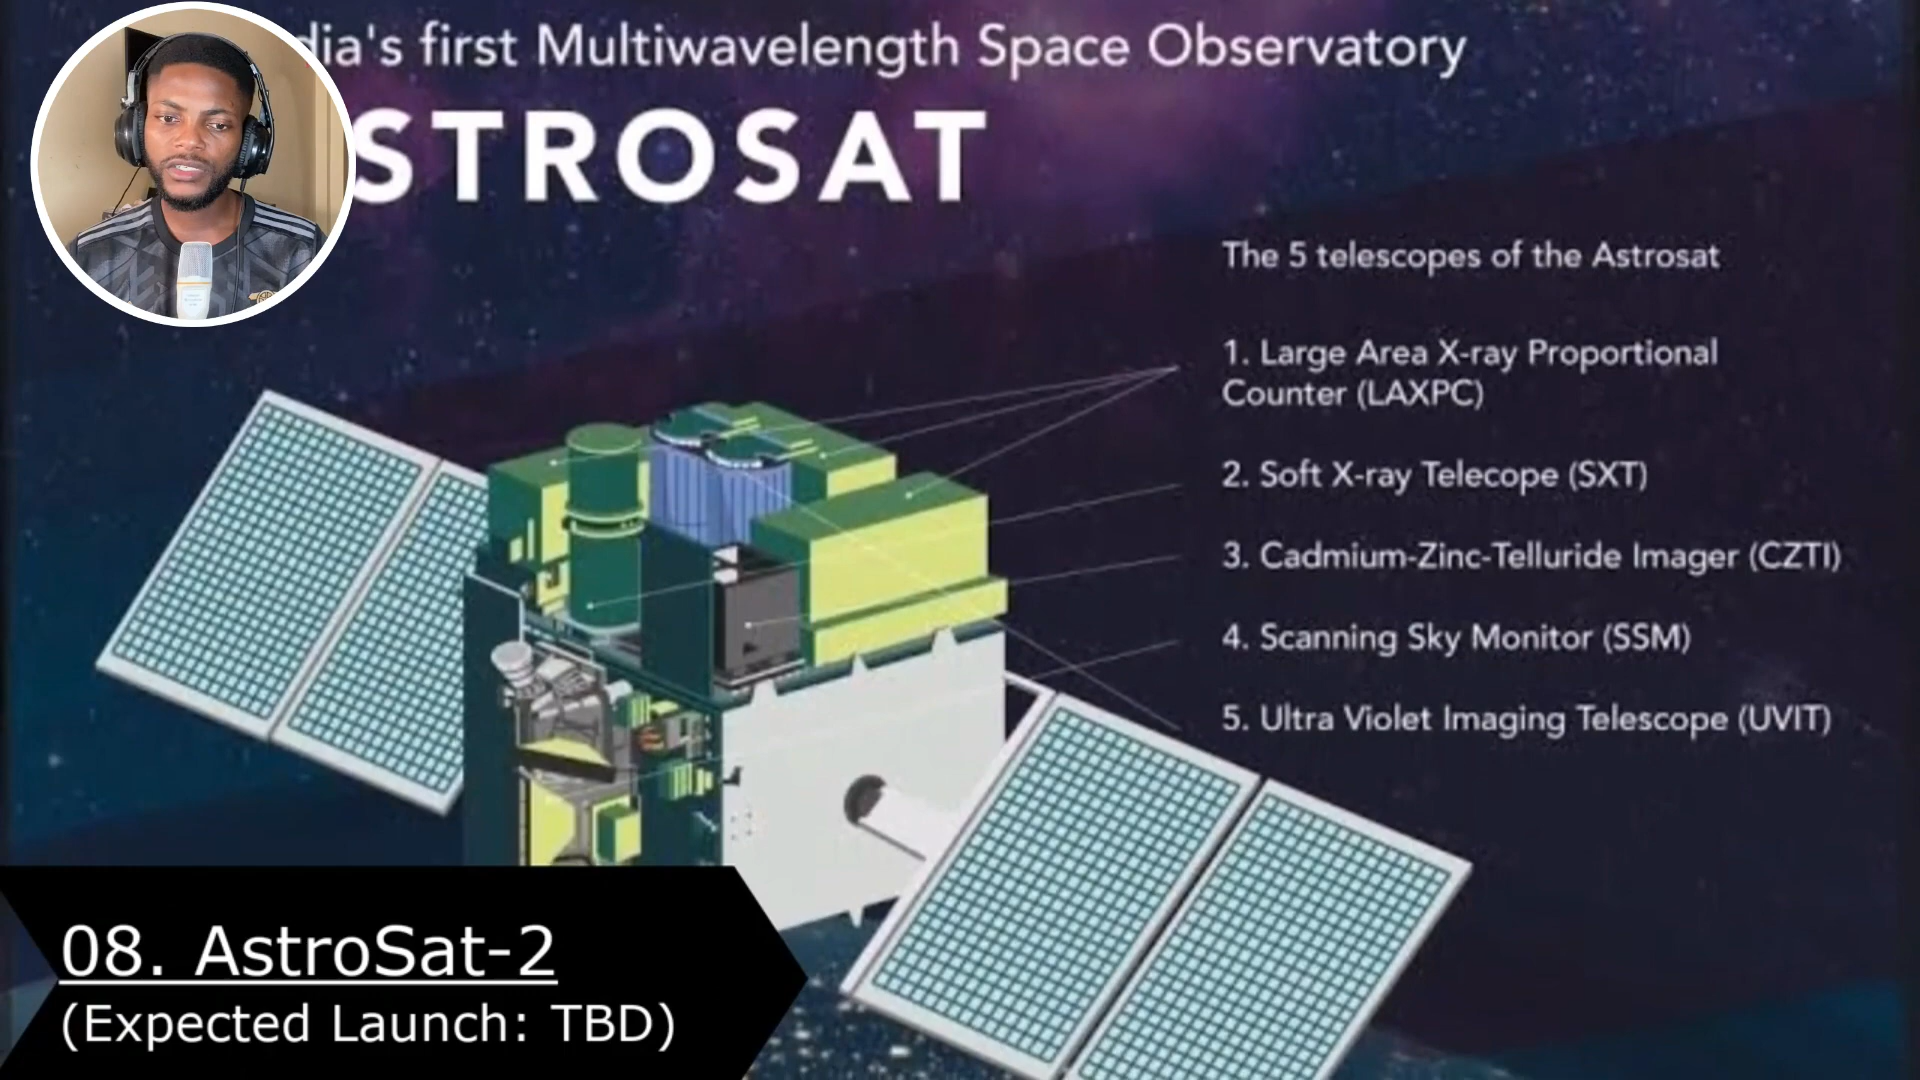 dia's first Multiwavelength Space Observatory
STROSAT
The 5 telescopes of the Astrosat
1. Large Area X-ray Proportional
Counter (LAXPC)
2. Soft X-ray Telecope (SXT)
3. Cadmium-Zinc-Telluride Imager (CZTI)
4. Scanning Sky Monitor (SSM)
5. Ultra Violet Imaging Telescope (UVIT)
08. AstroSat-2
(Expected Launch: TBD)